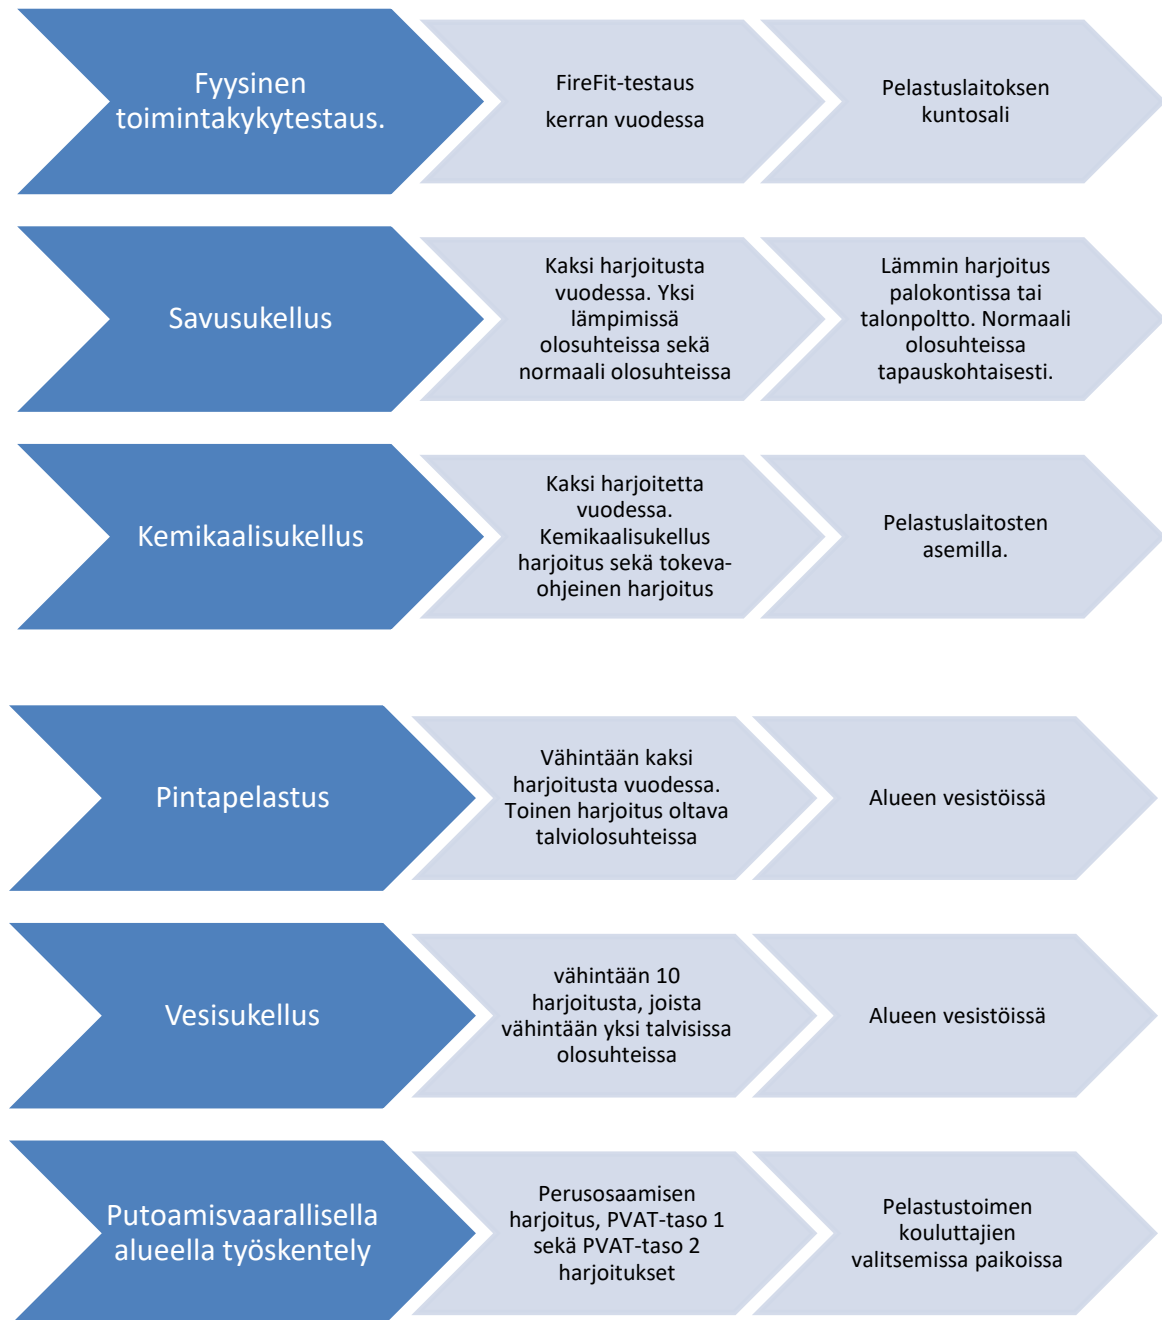 Fyysinen
toimintakykytestaus.
FireFit-testaus
kerran vuodessa
Pelastuslaitoksen
kuntosali
Savusukellus
Kaksi harjoitusta
vuodessa. Yksi
lämpimissä
olosuhteissa sekä
normaali olosuhteissa
Lämmin harjoitus
palokontissa tai
talonpoltto. Normaali
olosuhteissa
tapauskohtaisesti.
Kemikaalisukellus
Kaksi harjoitetta
vuodessa.
Kemikaalisukellus
harjoitus sekä tokeva-
ohjeinen harjoitus
Pelastuslaitosten
asemilla.
Pintapelastus
Vähintään kaksi
harjoitusta vuodessa.
Toinen harjoitus oltava
talviolosuhteissa
Alueen vesistöissä
Vesisukellus
vähintään 10
harjoitusta, joista
vähintään yksi talvisissa
olosuhteissa
Alueen vesistöissä
Putoamisvaarallisella
alueella työskentely
Perusosaamisen
harjoitus, PVAT-taso 1
sekä PVAT-taso 2
harjoitukset
Pelastustoimen
kouluttajien
valitsemissa paikoissa